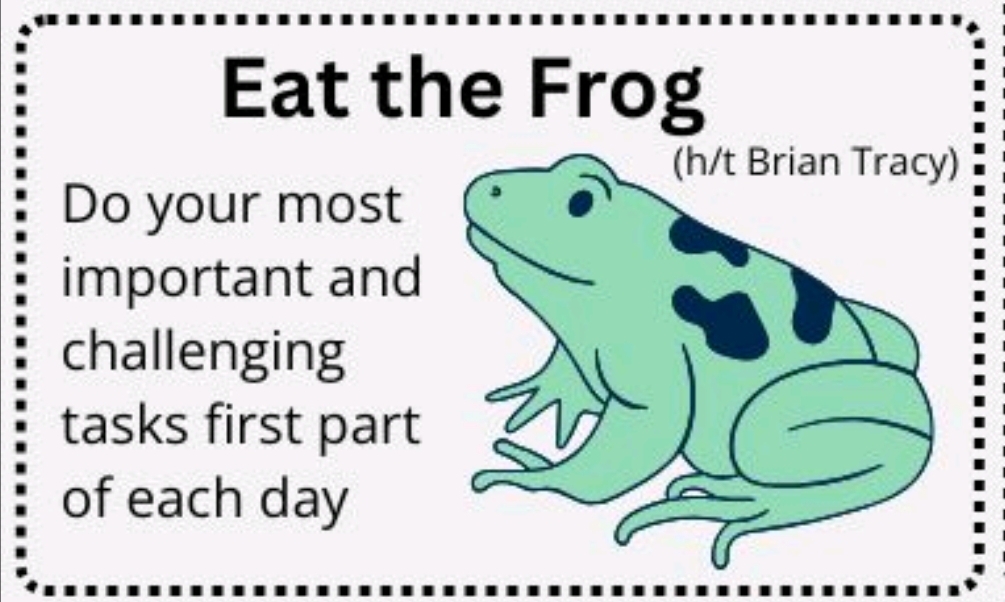 Eat the Frog
(h/t Brian Tracy)
Do your most
important and
challenging
tasks first part
of each day